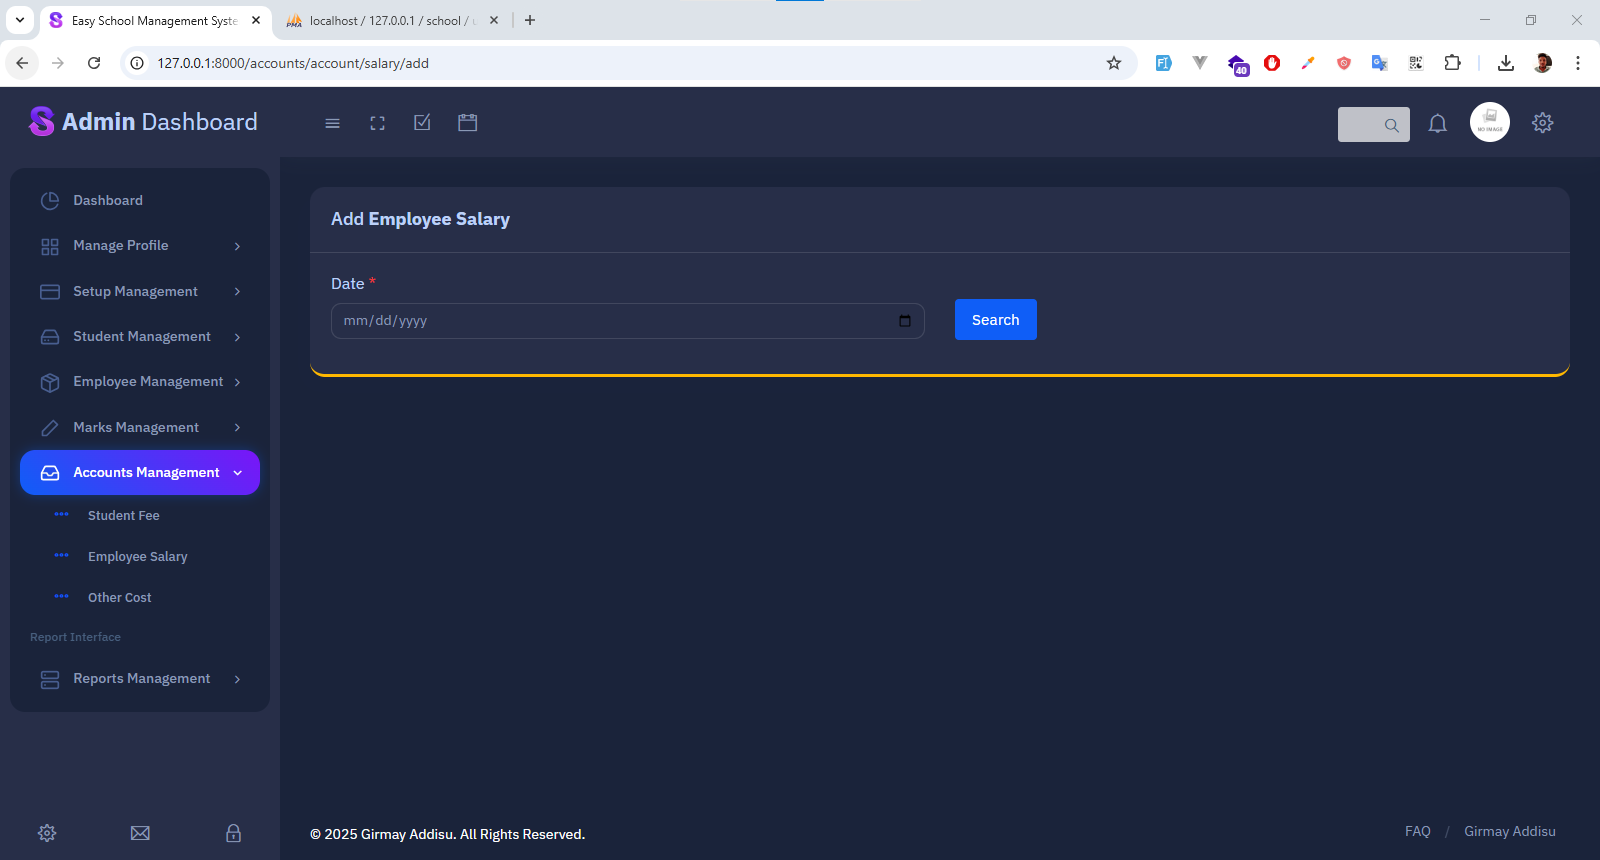 Easy School Management Syste
localhost / 127.0.0.1 / school / u
127.0.0.1:8000/accounts/account/salary/add
40
Admin Dashboard
NO IMAGE
Dashboard
Manage Profile
Setup Management
Student Management
Employee Management
Marks Management
Accounts Management
Student Fee
Employee Salary
Other Cost
Report Interface
Reports Management
Add Employee Salary
Date *
mm/dd/yyyy
Search
© 2025 Girmay Addisu. All Rights Reserved.
FAQ / Girmay Addisu